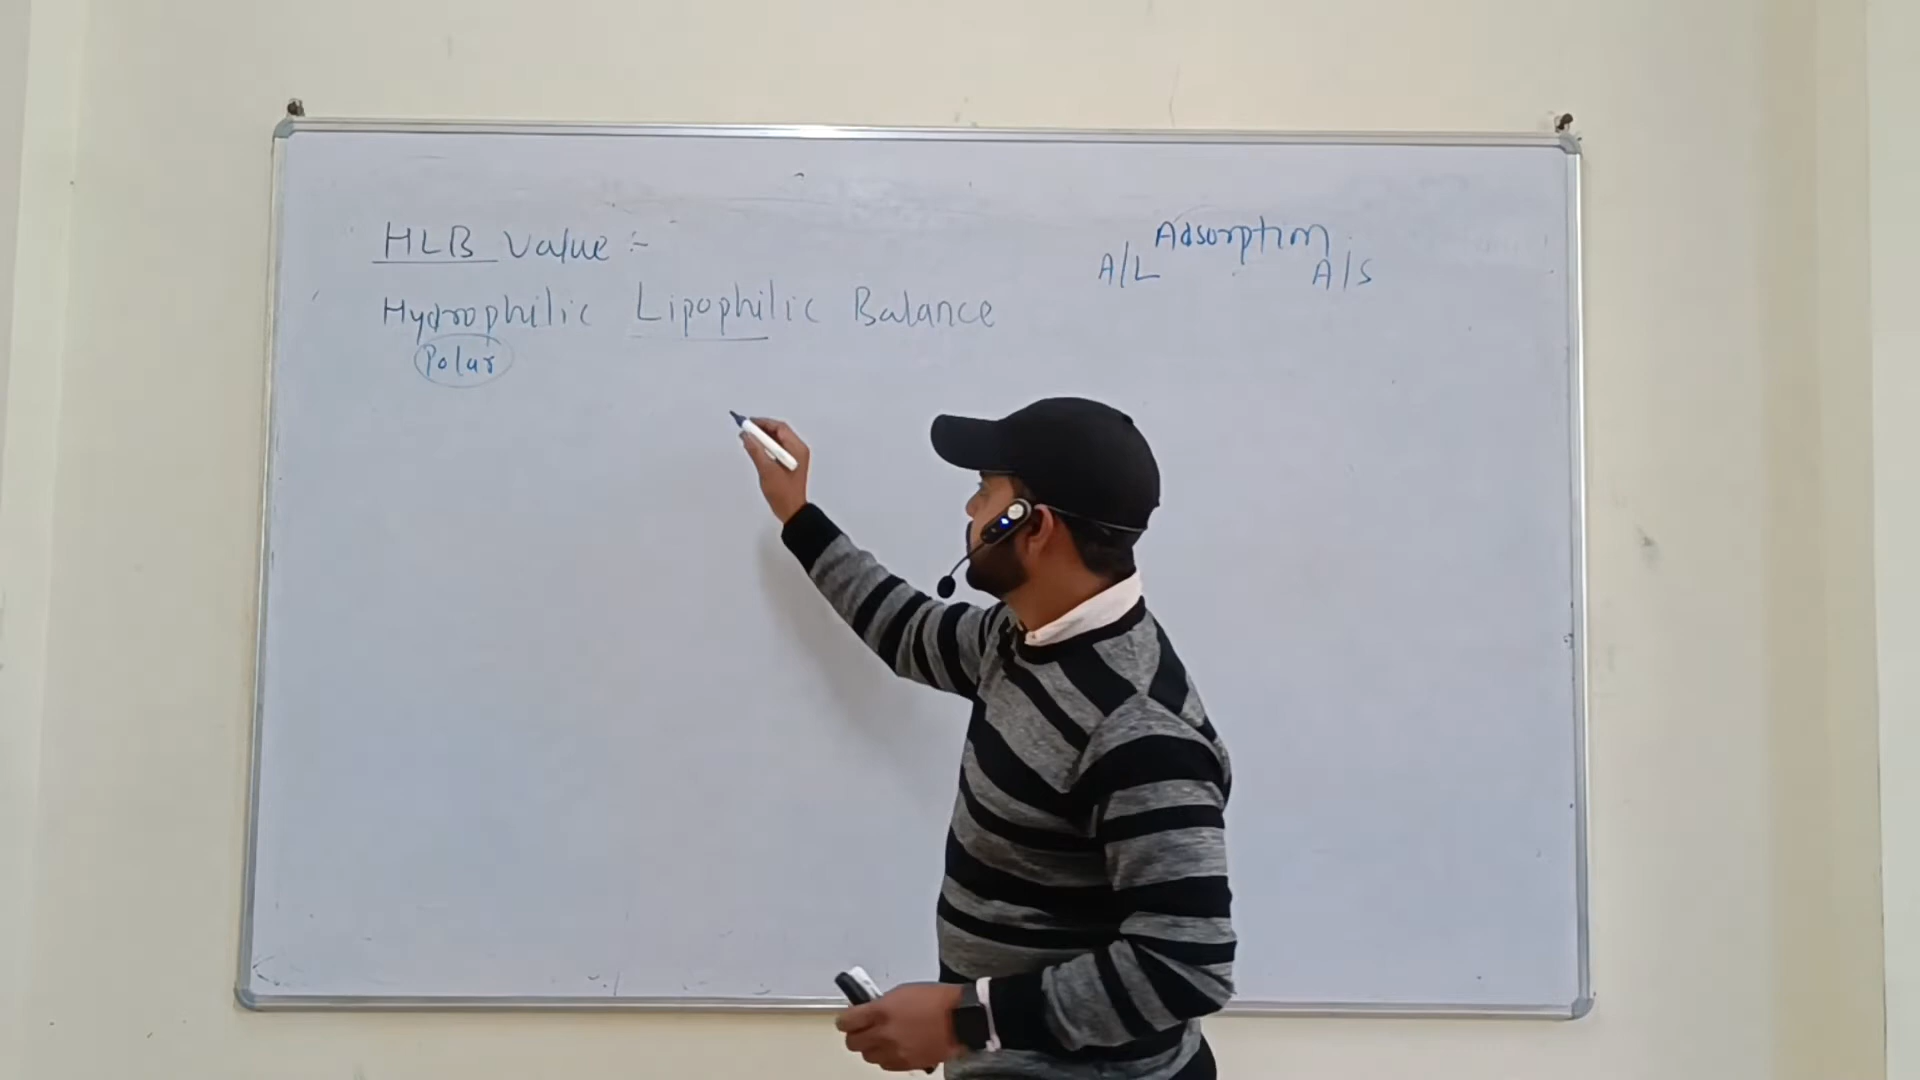 HLB Value :-
Hydrophilic Lipophilic Balance
Polar
Adsorption
A/L A/S